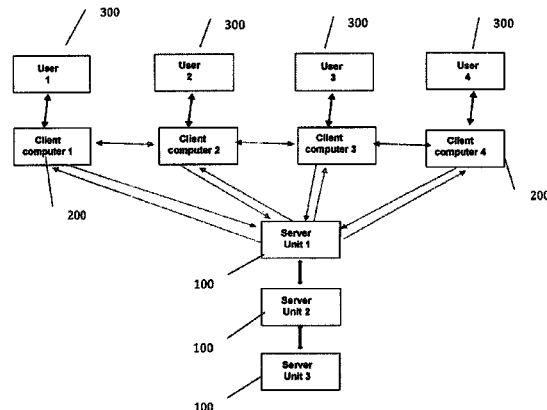 300 300 300 300
User
1
User
2
User
3
User
4
Client
computer 1
Client
computer 2
Client
computer 3
Client
computer 4
200
200
Server
Unit 1
100
Server
Unit 2
100
Server
Unit 3
100